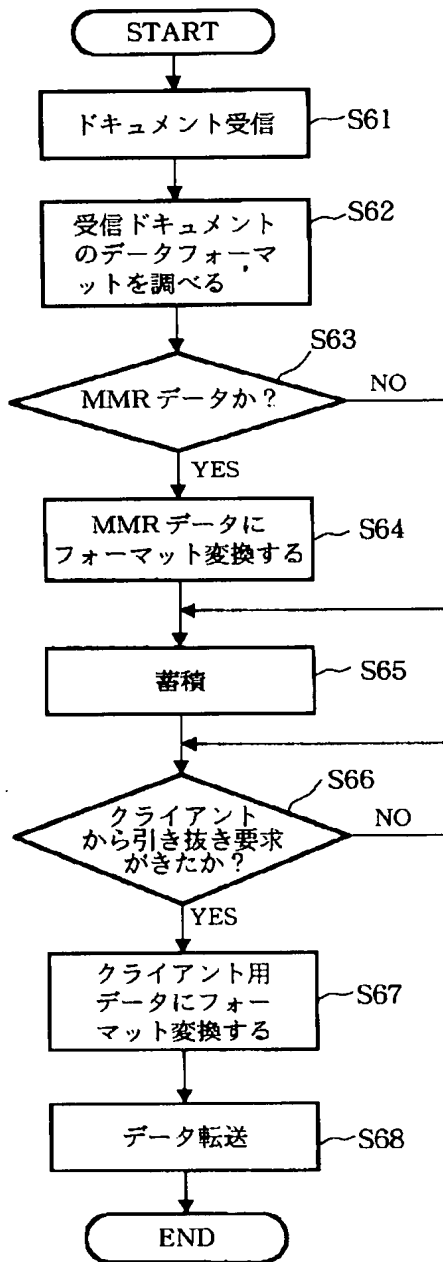 START
ドキュメント受信
S61
受信ドキュメント
のデータフォーマ
ットを調べる
S62
S63
MMRデータか？
NO
YES
MMRデータに
フォーマット変換する
S64
蓄積
S65
S66
クライアント
から引き抜き要求
がきたか？
NO
YES
クライアント用
データにフォー
マット変換する
S67
データ転送
S68
END